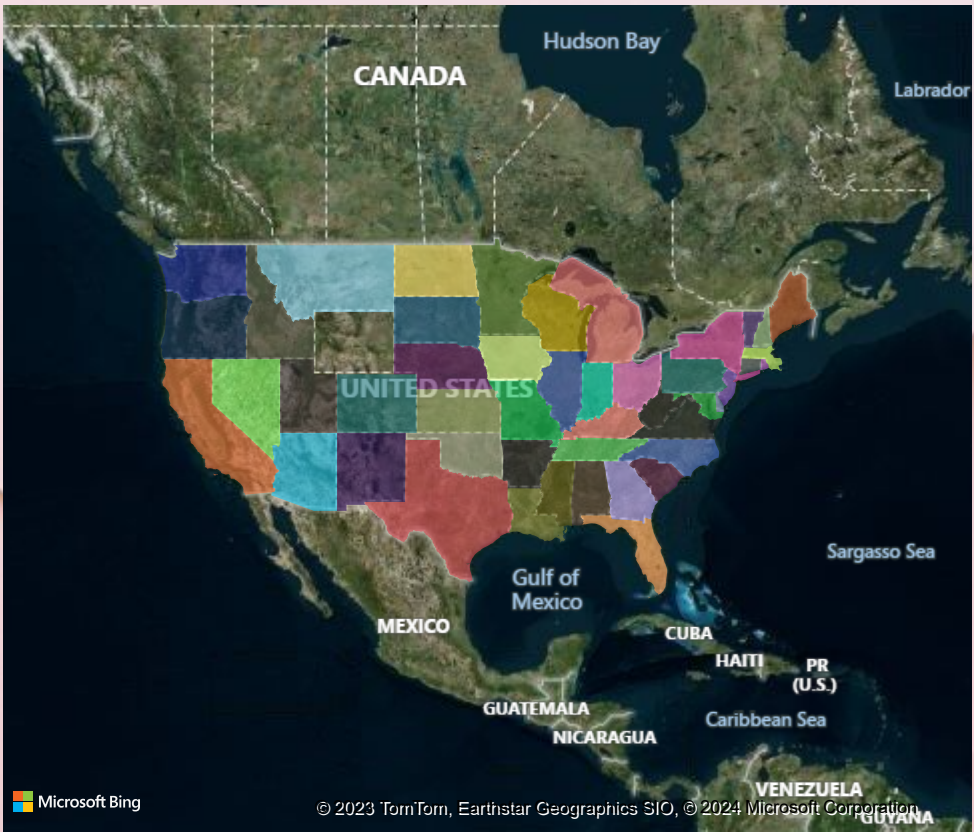 Hudson Bay
CANADA
Labrador
UNITED STATES
Sargasso Sea
Gulf of
Mexico
MEXICO
CUBA
HAITI
PR
(U.S.)
GUATEMALA
Caribbean Sea
NICARAGUA
VENEZUELA
Microsoft Bing
© 2023 TomTom, Earthstar Geographics SIO, © 2024 Microsoft Corporation
GUYANA